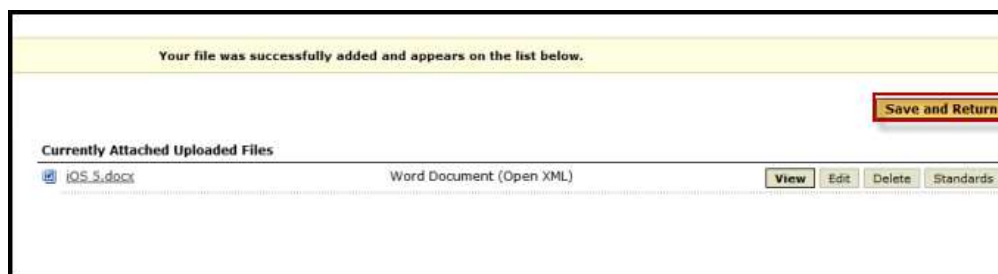 Your file was successfully added and appears on the list below.
Save and Return
Currently Attached Uploaded Files
iOS 5.docx Word Document (Open XML) View Edit Delete Standards